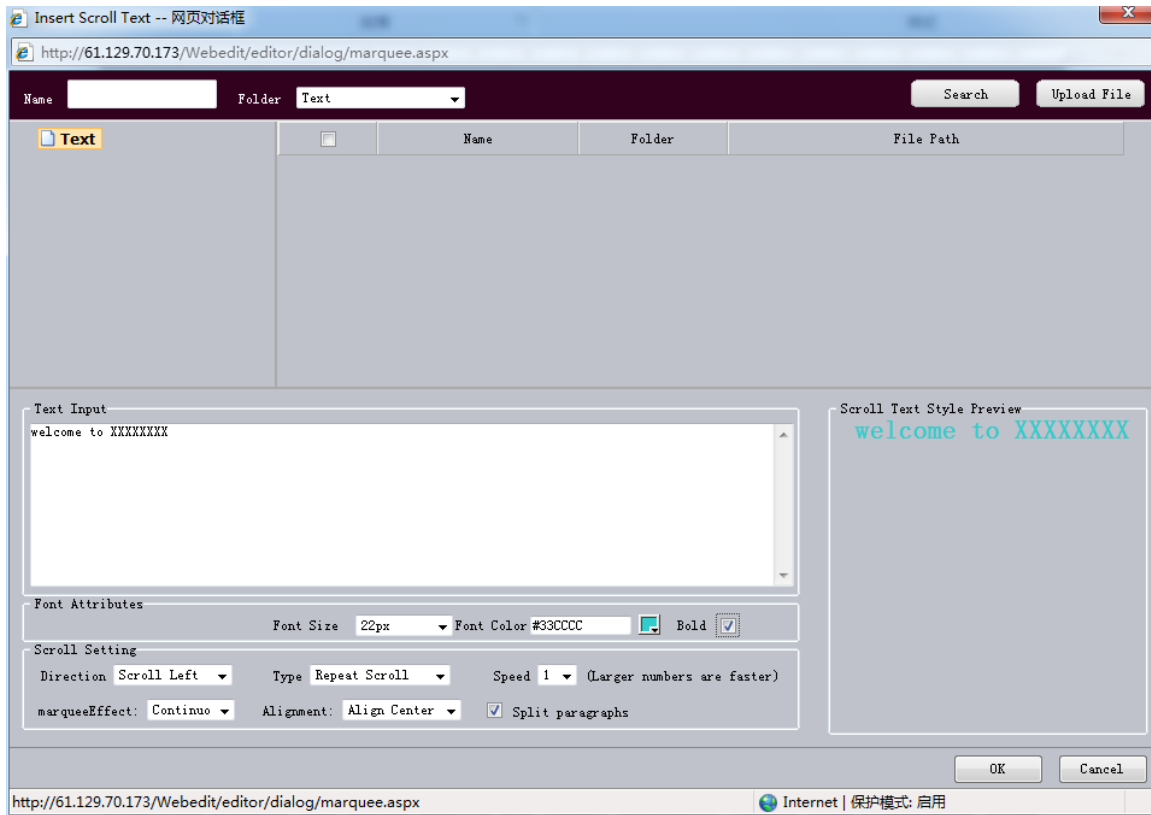 Insert Scroll Text -- 网页对话框
X
http://61.129.70.173/Webedit/editor/dialog/marquee.aspx
Name Folder Text Search Upload File
Text Name Folder File Path
Text Input Scroll Text Style Preview
welcome to XXXXXXXX welcome to XXXXXXXX
Font Attributes
Font Size 22px Font Color #33CCCC Bold
Scroll Setting
Direction Scroll Left Type Repeat Scroll Speed 1 (Larger numbers are faster)
marqueeEffect: Continuo Alignment: Align Center Split paragraphs
OK Cancel
http://61.129.70.173/Webedit/editor/dialog/marquee.aspx Internet | 保护模式: 启用